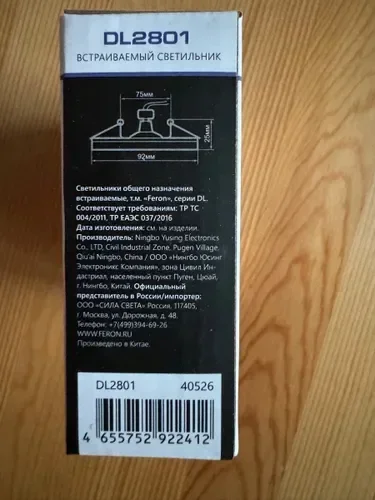 DL2801
ВСТРАИВАЕМЫЙ СВЕТИЛЬНИК
75мм
25мм
92мм
Светильники общего назначения
встраиваемые, т.м. «Feron», серии DL.
Соответствует требованиям: ТР ТС
004/2011, ТР ЕАЭС 037/2016
Дата изготовления: см. на изделии.
Производитель: Ningbo Yusing Electronics
Co., LTD, Civil Industrial Zone, Pugen Village,
Qiu'ai Ningbo, China / ООО «Нингбо Юсинг
Электроникс Компания», зона Цивил Ин-
дастриал, населенный пункт Пуген, Цюай,
г. Нингбо, Китай. Официальный
представитель в России/импортер:
ООО «СИЛА СВЕТА» Россия, 117405,
г. Москва, ул. Дорожная, д. 48.
Телефон: +7(499)394-69-26
WWW.FERON.RU
Произведено в Китае.
DL2801 40526
4 655752 922412